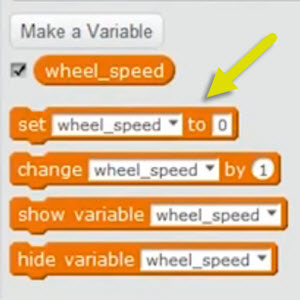 Make a Variable
wheel_speed
set wheel_speed to 0
change wheel_speed by 1
show variable wheel_speed
hide variable wheel_speed